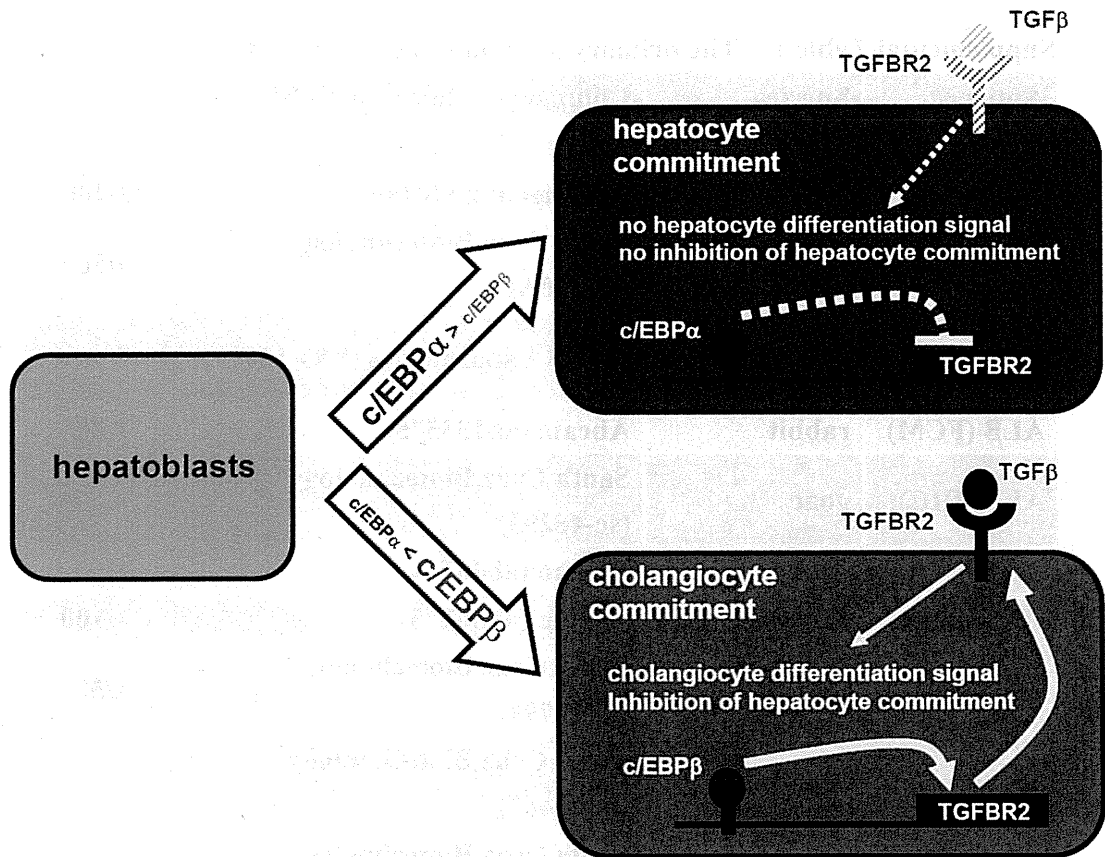 TGFβ
TGFBR2
hepatocyte
commitment
no hepatocyte differentiation signal
no inhibition of hepatocyte commitment
c/EBPα
TGFBR2
c/EBPα > c/EBPβ
hepatoblasts
c/EBPα < c/EBPβ
TGFβ
TGFBR2
cholangiocyte
commitment
cholangiocyte differentiation signal
Inhibition of hepatocyte commitment
c/EBPβ
TGFBR2